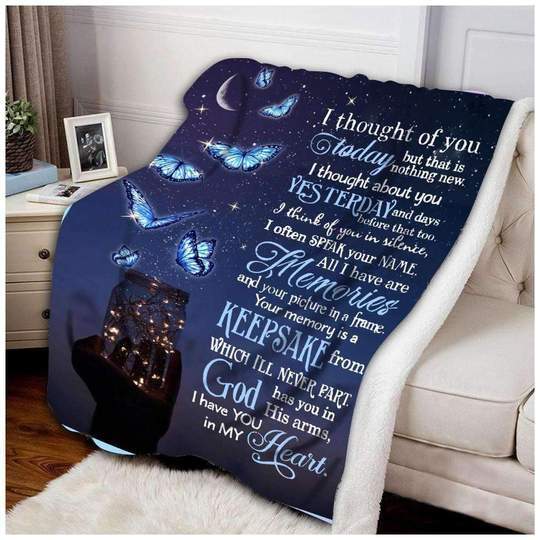 I thought of you
today but that is
nothing new.
I thought about you
YESTERDAY and days
before that too.
I think of you in silence,
I often SPEAK your NAME.
All I have are
Memories
and your picture in a frame.
Your memory is a
KEEPSAKE from
WHICH I'LL NEVER PART.
God has you in
His arms,
I have YOU
in MY Heart.